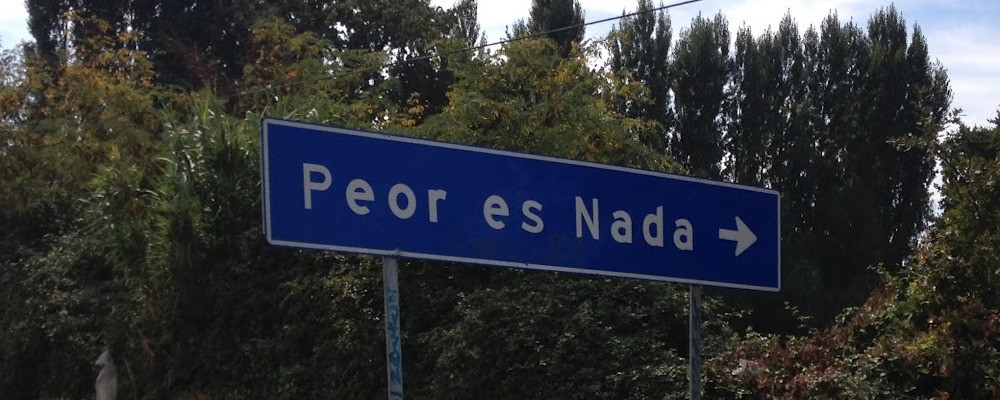 Peor es Nada →